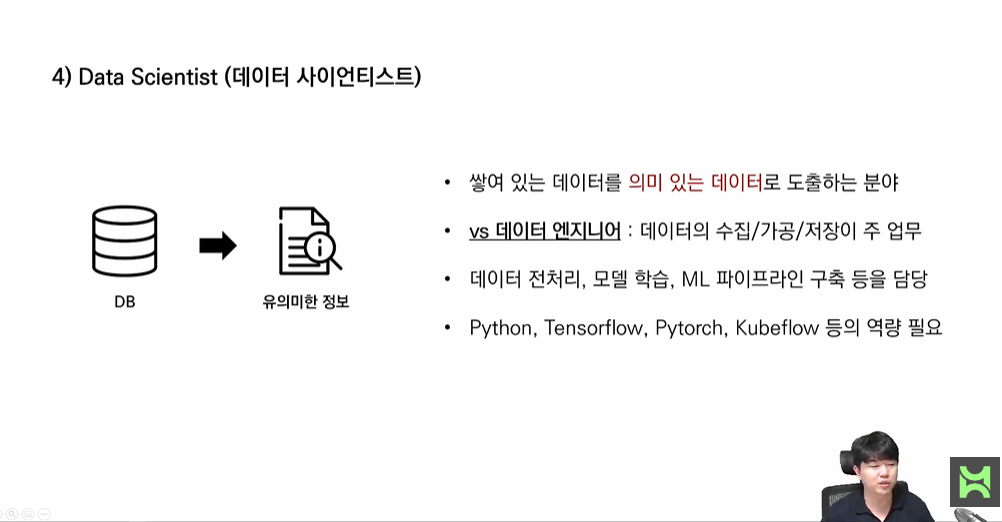 4) Data Scientist (데이터 사이언티스트)
• 쌓여 있는 데이터를 의미 있는 데이터로 도출하는 분야
• vs 데이터 엔지니어 : 데이터의 수집/가공/저장이 주 업무
• 데이터 전처리, 모델 학습, ML 파이프라인 구축 등을 담당
• Python, Tensorflow, Pytorch, Kubeflow 등의 역량 필요
DB
유의미한 정보